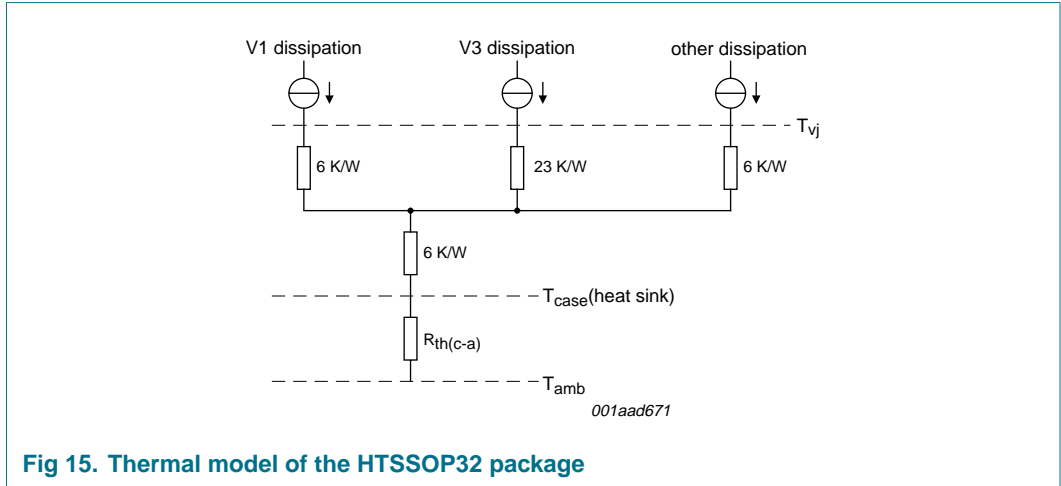 V1 dissipation V3 dissipation other dissipation
Tvj
6 K/W 23 K/W 6 K/W
6 K/W
Tcase(heat sink)
Rth(c-a)
Tamb
001aad671
Fig 15. Thermal model of the HTSSOP32 package